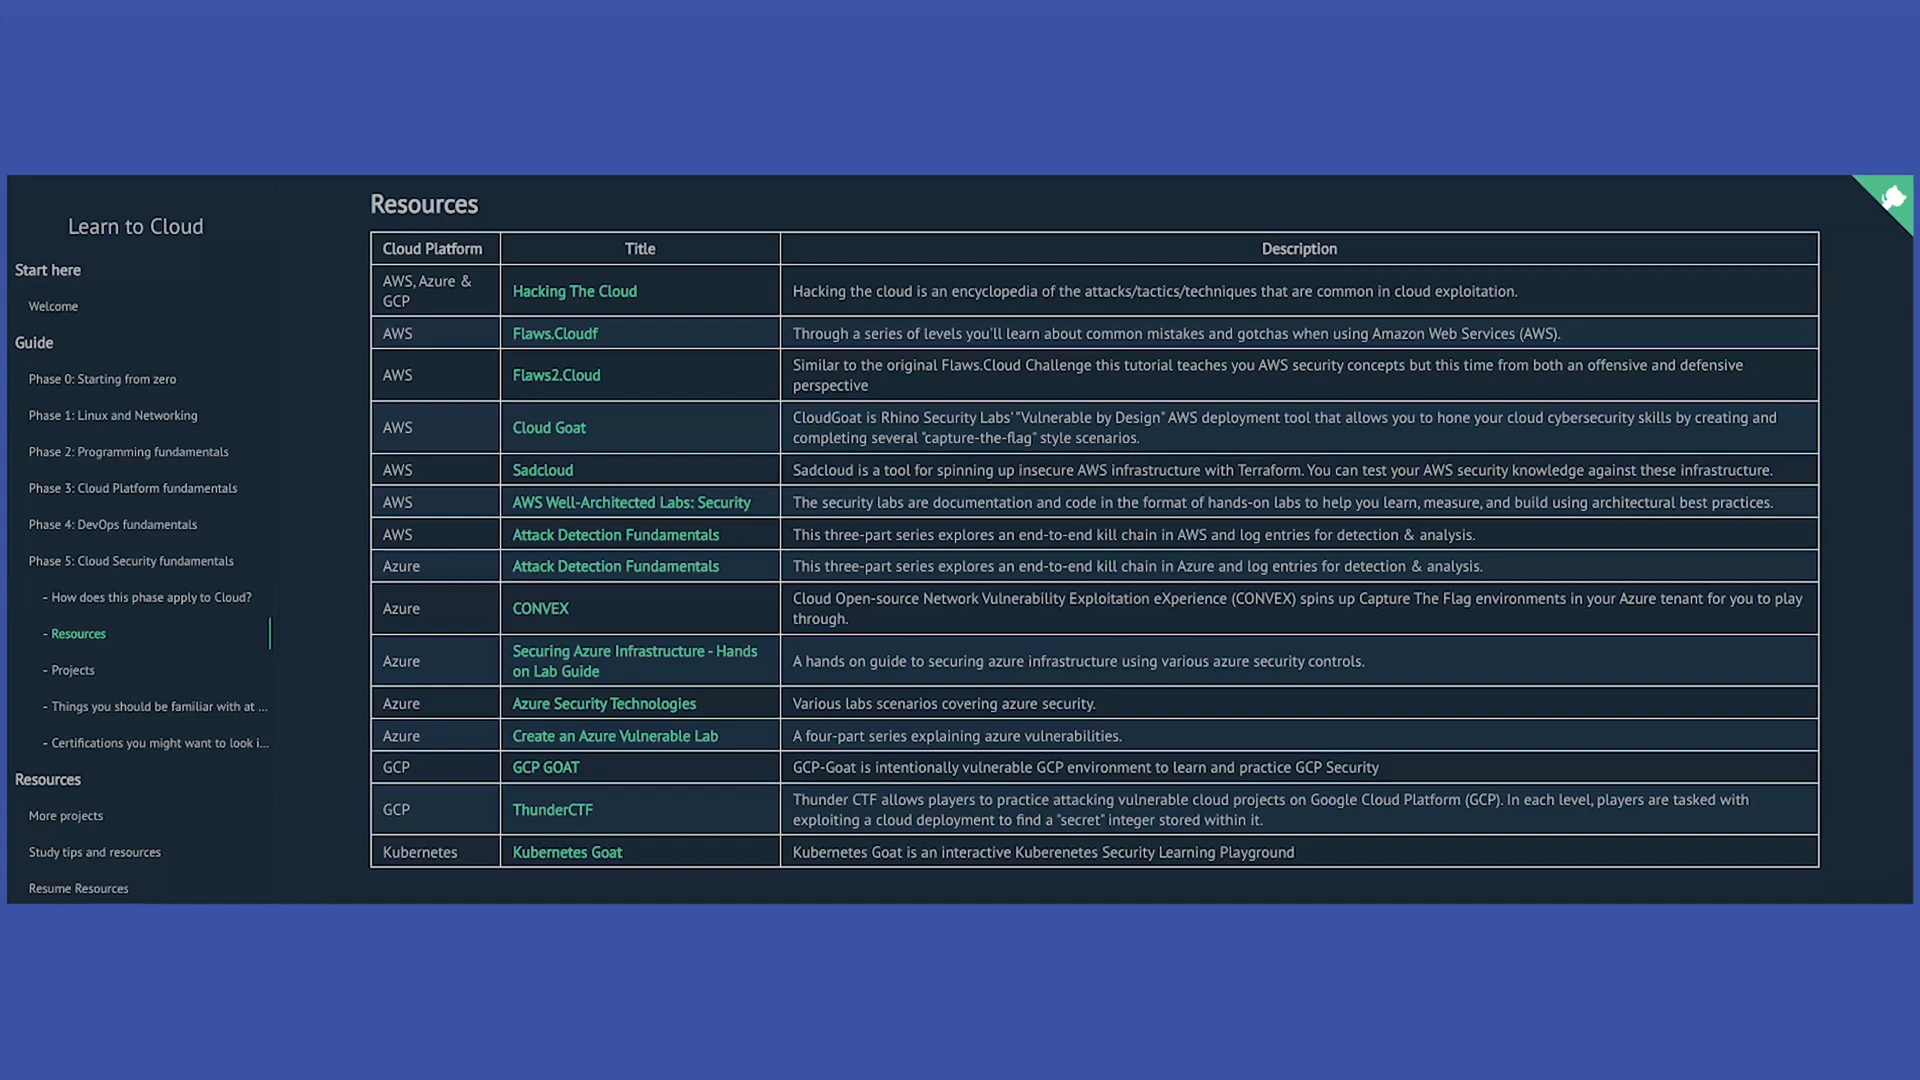 Learn to Cloud
Start here
Welcome
Guide
Phase 0: Starting from zero
Phase 1: Linux and Networking
Phase 2: Programming fundamentals
Phase 3: Cloud Platform fundamentals
Phase 4: DevOps fundamentals
Phase 5: Cloud Security fundamentals
- How does this phase apply to Cloud?
- Resources
- Projects
- Things you should be familiar with at ...
- Certifications you might want to look i...
Resources
More projects
Study tips and resources
Resume Resources
Resources
Cloud Platform Title Description
AWS, Azure &
GCP
Hacking The Cloud
Hacking the cloud is an encyclopedia of the attacks/tactics/techniques that are common in cloud exploitation.
AWS Flaws.Cloudf Through a series of levels you'll learn about common mistakes and gotchas when using Amazon Web Services (AWS).
AWS Flaws2.Cloud
Similar to the original Flaws.Cloud Challenge this tutorial teaches you AWS security concepts but this time from both an offensive and defensive
perspective
AWS Cloud Goat
CloudGoat is Rhino Security Labs' "Vulnerable by Design" AWS deployment tool that allows you to hone your cloud cybersecurity skills by creating and
completing several "capture-the-flag" style scenarios.
AWS Sadcloud Sadcloud is a tool for spinning up insecure AWS infrastructure with Terraform. You can test your AWS security knowledge against these infrastructure.
AWS AWS Well-Architected Labs: Security The security labs are documentation and code in the format of hands-on labs to help you learn, measure, and build using architectural best practices.
AWS Attack Detection Fundamentals This three-part series explores an end-to-end kill chain in AWS and log entries for detection & analysis.
Azure Attack Detection Fundamentals This three-part series explores an end-to-end kill chain in Azure and log entries for detection & analysis.
Azure CONVEX
Cloud Open-source Network Vulnerability Exploitation eXperience (CONVEX) spins up Capture The Flag environments in your Azure tenant for you to play
through.
Azure
Securing Azure Infrastructure - Hands
on Lab Guide
A hands on guide to securing azure infrastructure using various azure security controls.
Azure Azure Security Technologies Various labs scenarios covering azure security.
Azure Create an Azure Vulnerable Lab A four-part series explaining azure vulnerabilities.
GCP GCP GOAT GCP-Goat is intentionally vulnerable GCP environment to learn and practice GCP Security
GCP ThunderCTF
Thunder CTF allows players to practice attacking vulnerable cloud projects on Google Cloud Platform (GCP). In each level, players are tasked with
exploiting a cloud deployment to find a "secret" integer stored within it.
Kubernetes Kubernetes Goat Kubernetes Goat is an interactive Kuberenetes Security Learning Playground